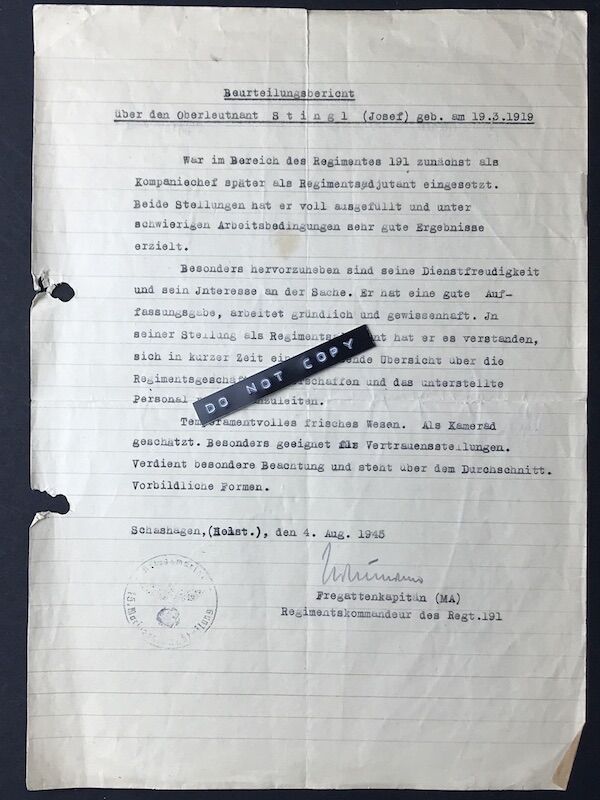 Beurteilungsbericht
über den Oberleutnant S t i n g l (Josef) geb. am 19.3.1919
War im Bereich des Regimentes 191 zunächst als
Kompaniechef später als Regimentsadjutant eingesetzt.
Beide Stellungen hat er voll ausgefüllt und unter
schwierigen Arbeitsbedingungen sehr gute Ergebnisse
erzielt.
Besonders hervorzuheben sind seine Dienstfreudigkeit
und sein Jnteresse an der Sache. Er hat eine gute Auf-
fassungsgabe, arbeitet gründlich und gewissenhaft. Jn
seiner Stellung als hat er es verstanden,
sich in kurzer Zeit Übersicht über die
und das unterstellte
Personal
DO NOT COPY
Temperamentvolles frisches Wesen. Als Kamerad
geschätzt. Besonders geeignet für Vertrauensstellungen.
Verdient besondere Beachtung und steht über dem Durchschnitt.
Vorbildliche Formen.
Schashagen,(Holst.), den 4. Aug. 1945
Fregattenkapitän (MA)
Regimentskommandeur des Regt.191